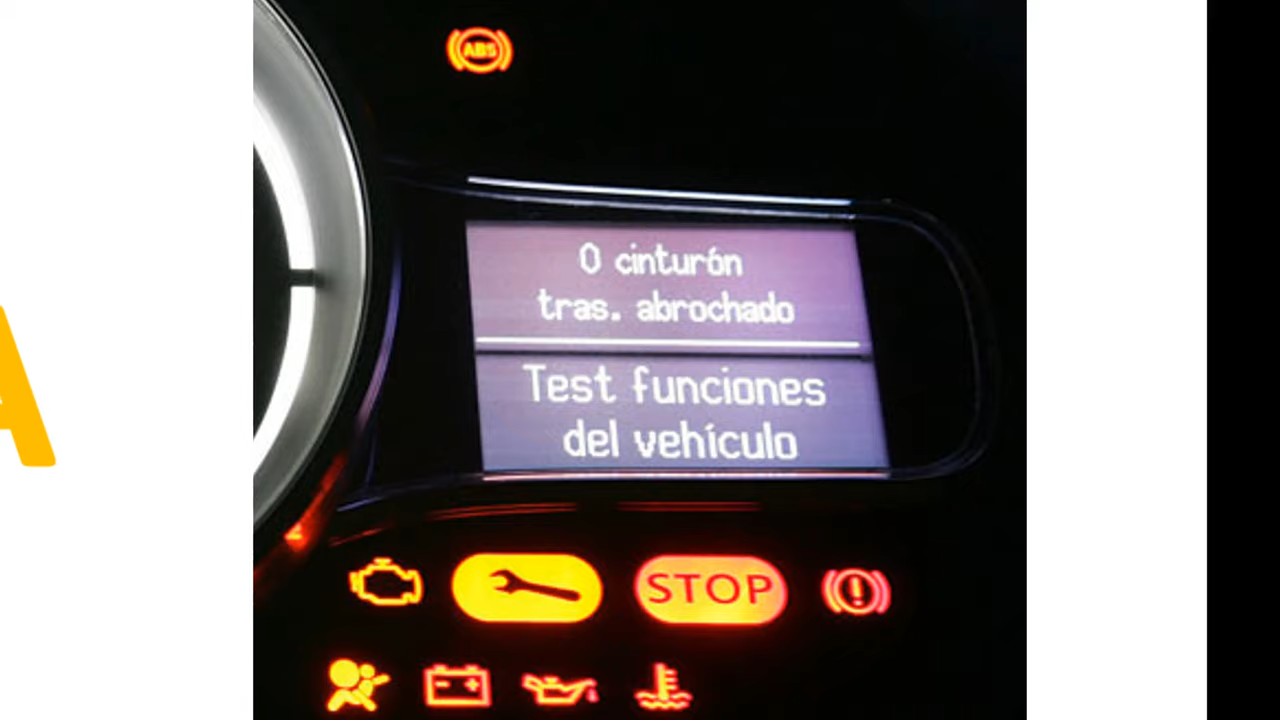 A
ABS
0 cinturón
tras. abrochado
Test funciones
del vehículo
STOP